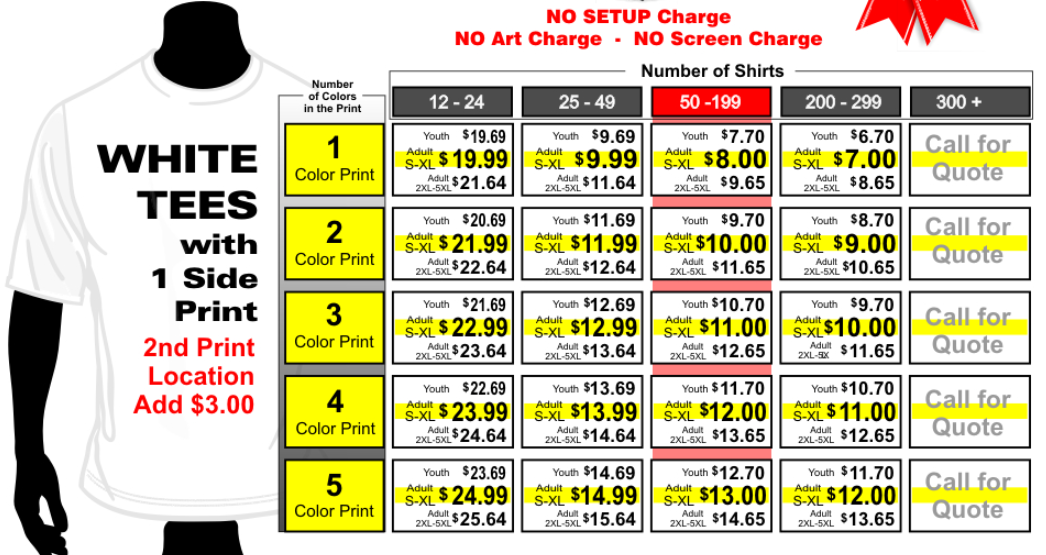 NO SETUP Charge
NO Art Charge - NO Screen Charge
Number of Shirts
Number
of Colors
in the Print
12 - 24 25 - 49 50 -199 200 - 299 300 +
WHITE
TEES
with
1 Side
Print
2nd Print
Location
Add $3.00
1
Color Print
Youth $19.69
Adult S-XL $19.99
Adult 2XL-5XL $21.64
Youth $9.69
Adult S-XL $9.99
Adult 2XL-5XL $11.64
Youth $7.70
Adult S-XL $8.00
Adult 2XL-5XL $9.65
Youth $6.70
Adult S-XL $7.00
Adult 2XL-5XL $8.65
Call for
Quote
2
Color Print
Youth $20.69
Adult S-XL $21.99
Adult 2XL-5XL $22.64
Youth $11.69
Adult S-XL $11.99
Adult 2XL-5XL $12.64
Youth $9.70
Adult S-XL $10.00
Adult 2XL-5XL $11.65
Youth $8.70
Adult S-XL $9.00
Adult 2XL-5XL $10.65
Call for
Quote
3
Color Print
Youth $21.69
Adult S-XL $22.99
Adult 2XL-5XL $23.64
Youth $12.69
Adult S-XL $12.99
Adult 2XL-5XL $13.64
Youth $10.70
Adult S-XL $11.00
Adult 2XL-5XL $12.65
Youth $9.70
Adult S-XL $10.00
Adult 2XL-5XL $11.65
Call for
Quote
4
Color Print
Youth $22.69
Adult S-XL $23.99
Adult 2XL-5XL $24.64
Youth $13.69
Adult S-XL $13.99
Adult 2XL-5XL $14.64
Youth $11.70
Adult S-XL $12.00
Adult 2XL-5XL $13.65
Youth $10.70
Adult S-XL $11.00
Adult 2XL-5XL $12.65
Call for
Quote
5
Color Print
Youth $23.69
Adult S-XL $24.99
Adult 2XL-5XL $25.64
Youth $14.69
Adult S-XL $14.99
Adult 2XL-5XL $15.64
Youth $12.70
Adult S-XL $13.00
Adult 2XL-5XL $14.65
Youth $11.70
Adult S-XL $12.00
Adult 2XL-5XL $13.65
Call for
Quote